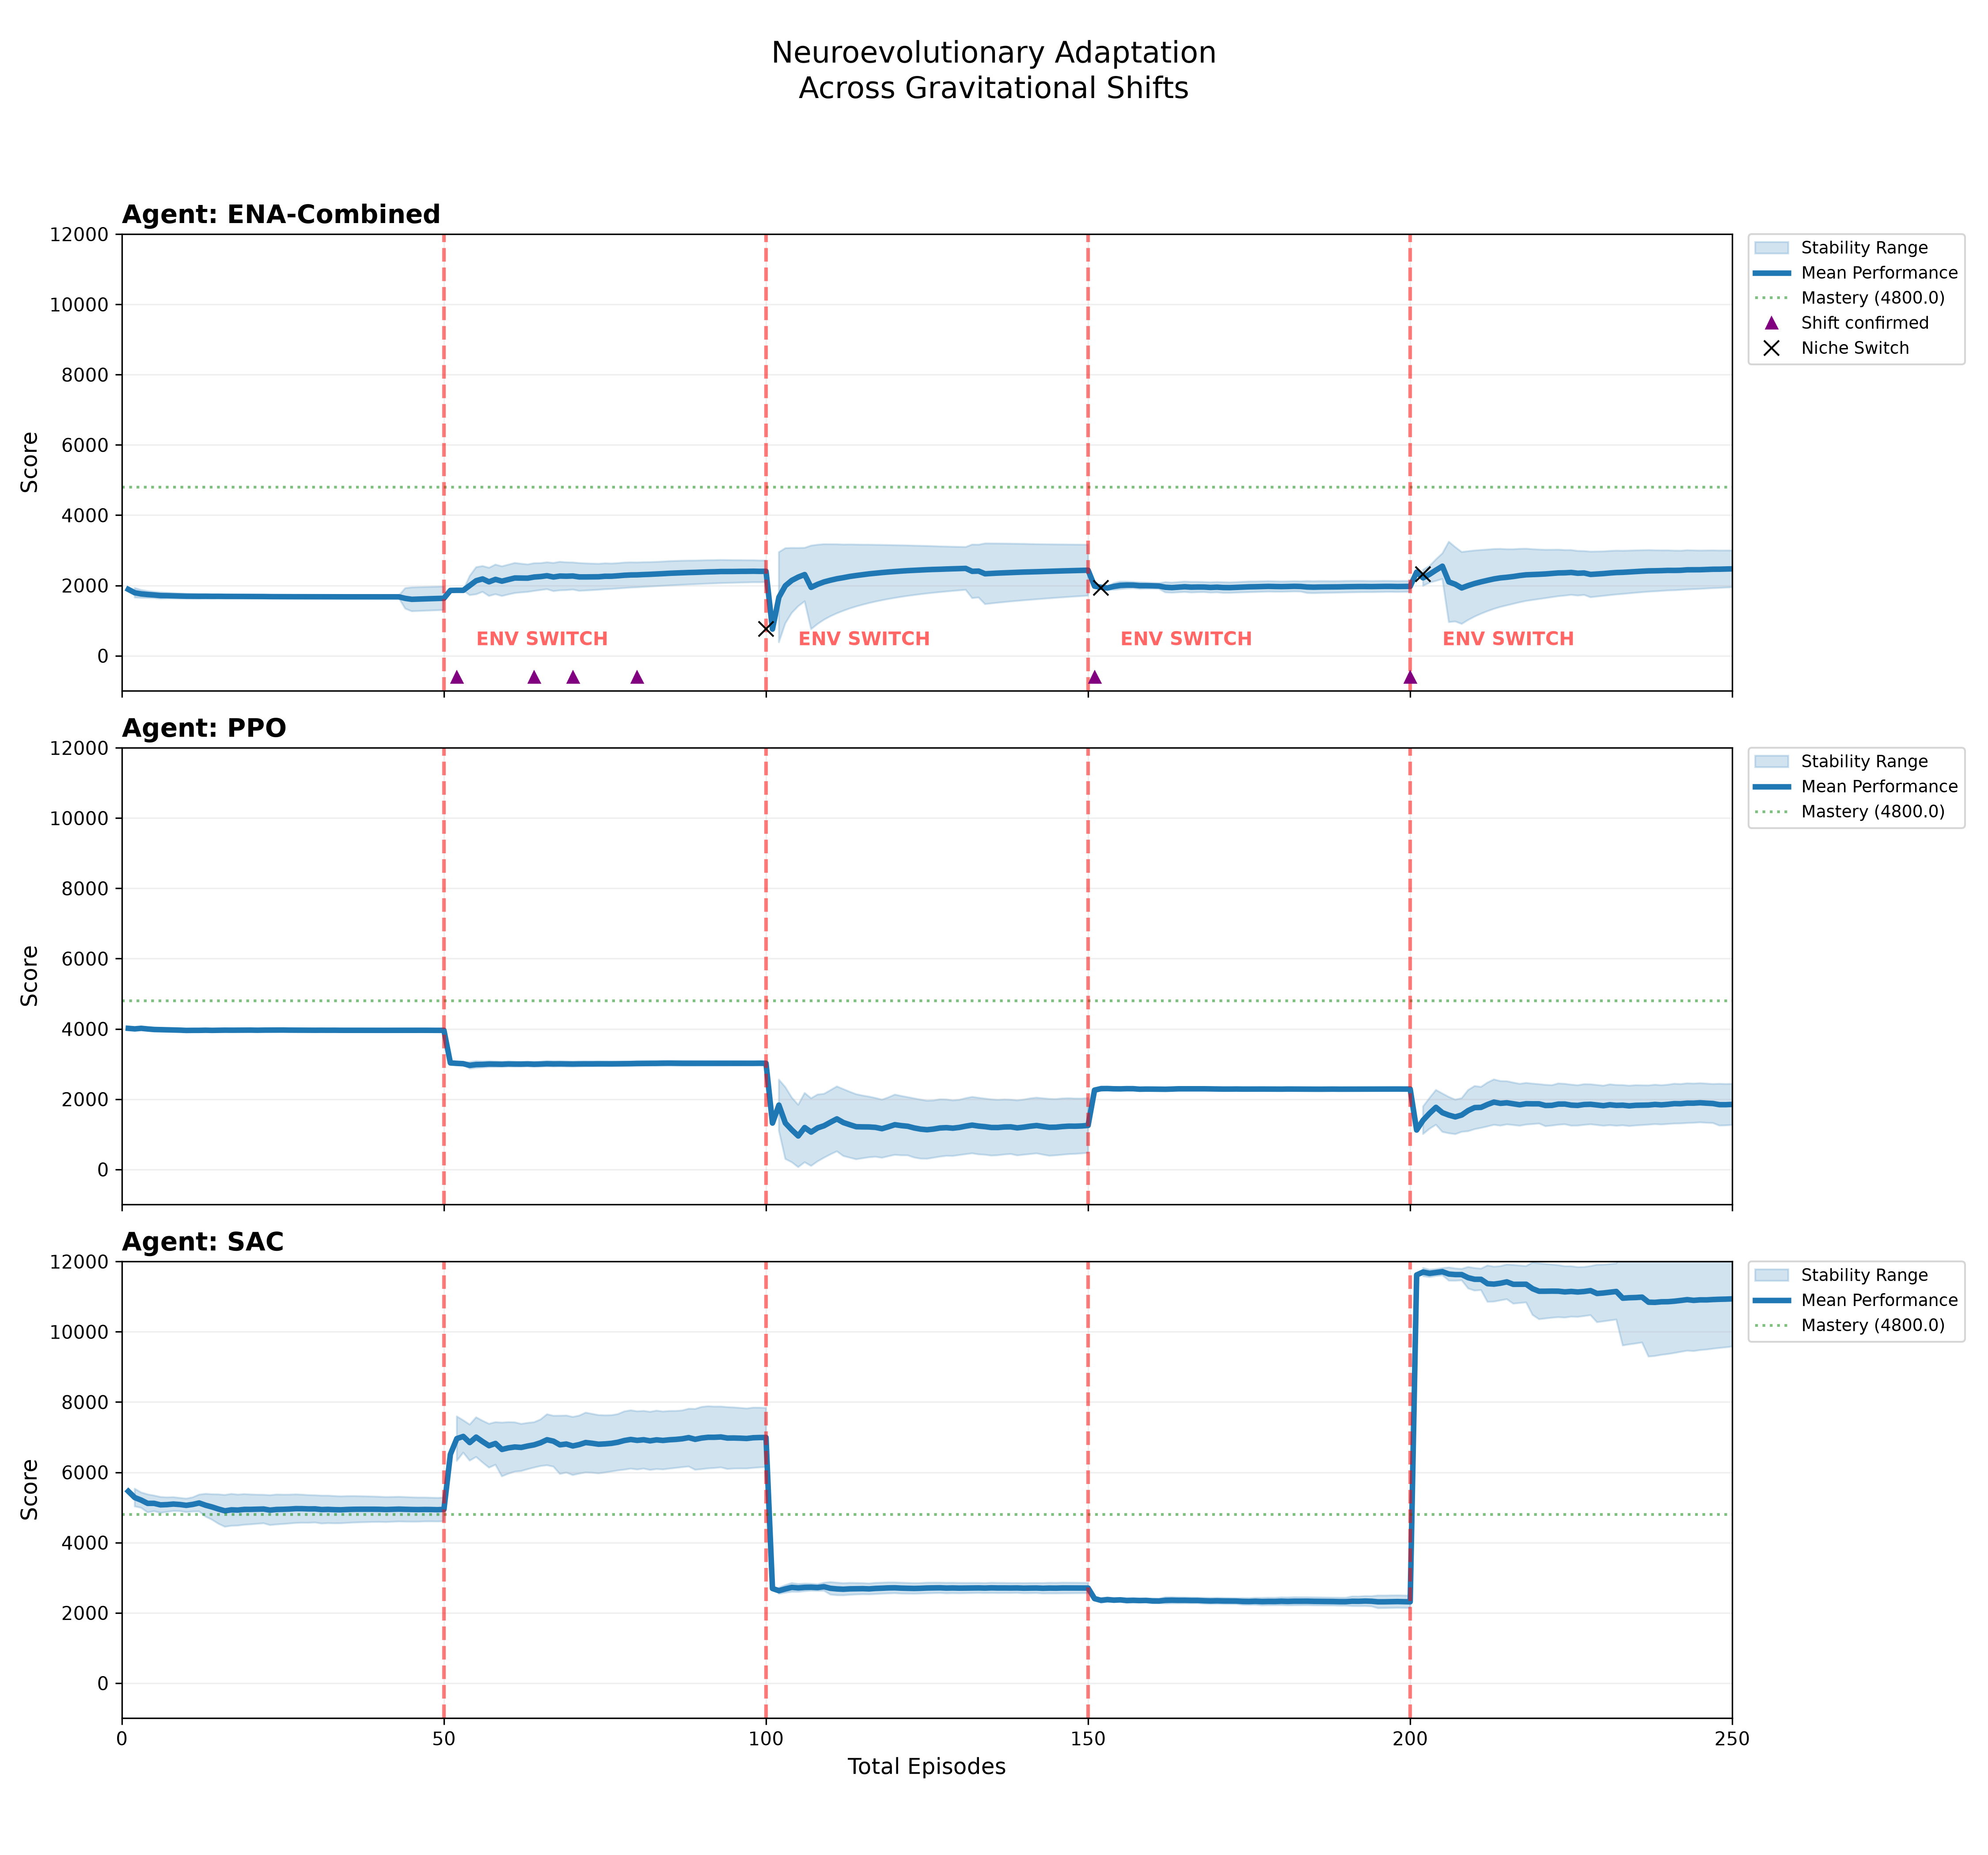 Neuroevolutionary Adaptation
Across Gravitational Shifts
Agent: ENA-Combined
12000
10000
8000
6000
4000
2000
0
Score
ENV SWITCH
ENV SWITCH
ENV SWITCH
ENV SWITCH
Stability Range
Mean Performance
Mastery (4800.0)
Shift confirmed
Niche Switch
Agent: PPO
12000
10000
8000
6000
4000
2000
0
Score
Stability Range
Mean Performance
Mastery (4800.0)
Agent: SAC
12000
10000
8000
6000
4000
2000
0
Score
Stability Range
Mean Performance
Mastery (4800.0)
0
50
100
150
200
250
Total Episodes